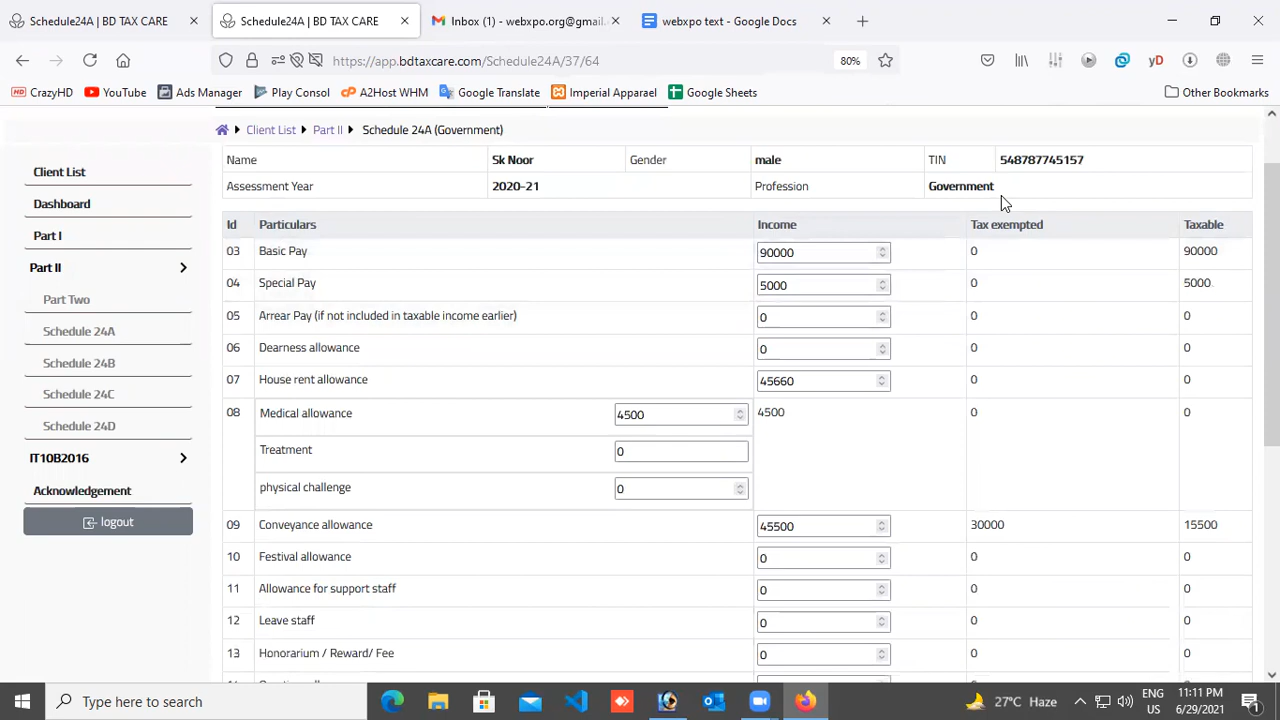 Schedule24A | BD TAX CARE
Schedule24A | BD TAX CARE
Inbox (1) - webxpo.org@gmail.
webxpo text - Google Docs
https://app.bdtaxcare.com/Schedule24A/37/64
80%
CrazyHD
YouTube
Ads Manager
Play Consol
A2Host WHM
Google Translate
Imperial Apparael
Google Sheets
Other Bookmarks
Client List
Part II
Schedule 24A (Government)
Name
Sk Noor
Gender
male
TIN
548787745157
Assessment Year
2020-21
Profession
Government
Client List
Dashboard
Part I
Part II
Part Two
Schedule 24A
Schedule 24B
Schedule 24C
Schedule 24D
IT10B2016
Acknowledgement
logout
Id Particulars Income Tax exempted Taxable
03 Basic Pay 90000 0 90000
04 Special Pay 5000 0 5000
05 Arrear Pay (if not included in taxable income earlier) 0 0 0
06 Dearness allowance 0 0 0
07 House rent allowance 45660 0 0
08 Medical allowance 4500 4500 0 0
Treatment 0
physical challenge 0
09 Conveyance allowance 45500 30000 15500
10 Festival allowance 0 0 0
11 Allowance for support staff 0 0 0
12 Leave staff 0 0 0
13 Honorarium / Reward/ Fee 0 0 0
Type here to search
27°C Haze
ENG
US
11:11 PM
6/29/2021
1